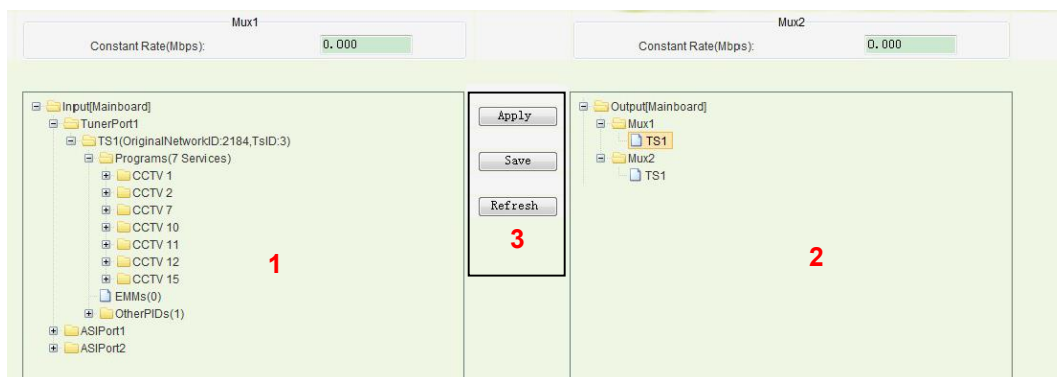 Mux1
Constant Rate(Mbps): 0.000
Mux2
Constant Rate(Mbps): 0.000
Input[Mainboard]
TunerPort1
TS1(OriginalNetworkID:2184,TsID:3)
Programs(7 Services)
CCTV 1
CCTV 2
CCTV 7
CCTV 10
CCTV 11
CCTV 12
CCTV 15
EMMs(0)
OtherPIDs(1)
ASIPort1
ASIPort2
1
Apply
Save
Refresh
3
Output[Mainboard]
Mux1
TS1
Mux2
TS1
2